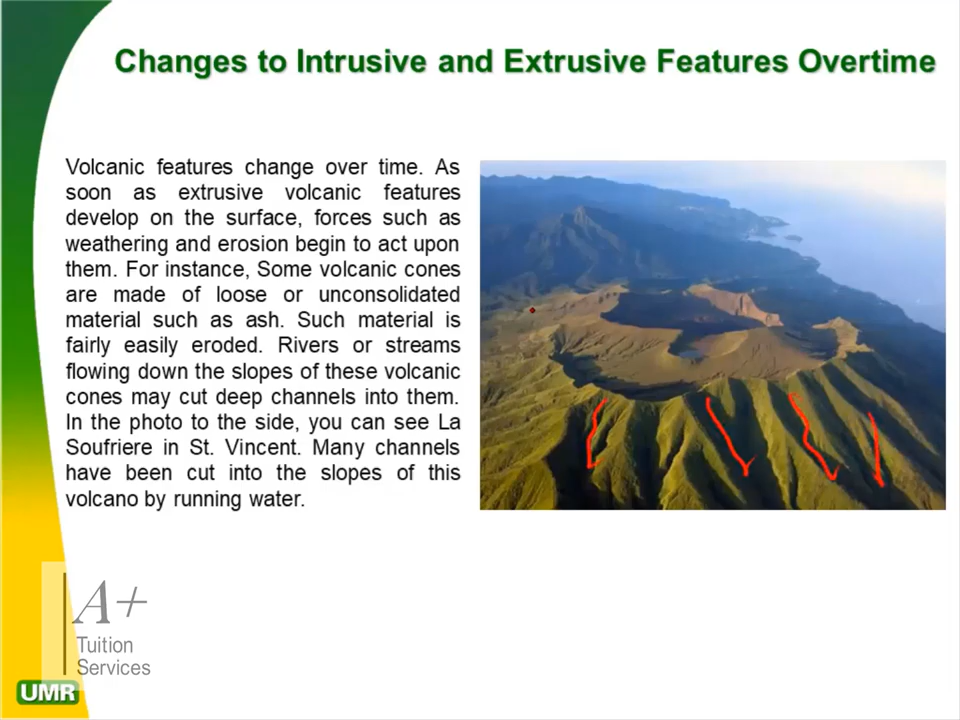 Changes to Intrusive and Extrusive Features Overtime
Volcanic features change over time. As
soon as extrusive volcanic features
develop on the surface, forces such as
weathering and erosion begin to act upon
them. For instance, Some volcanic cones
are made of loose or unconsolidated
material such as ash. Such material is
fairly easily eroded. Rivers or streams
flowing down the slopes of these volcanic
cones may cut deep channels into them.
In the photo to the side, you can see La
Soufriere in St. Vincent. Many channels
have been cut into the slopes of this
volcano by running water.
A+
Tuition
Services
UMR